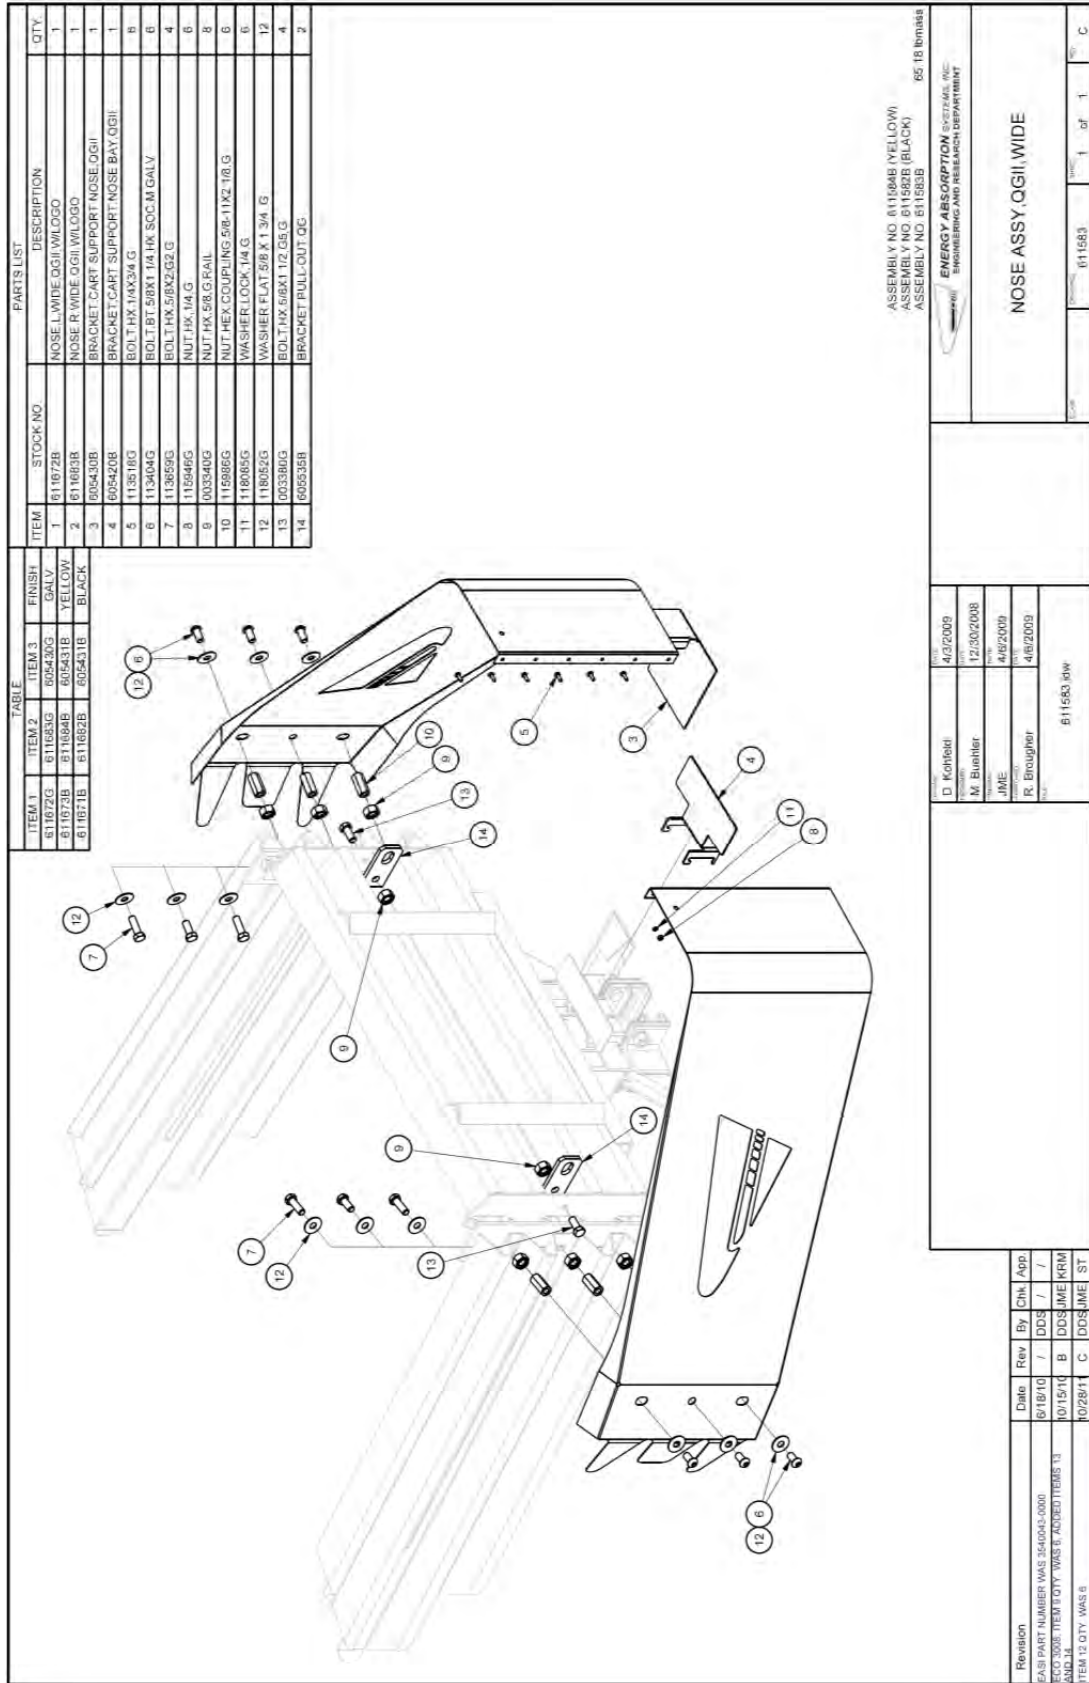 TABLE
ITEM 1 ITEM 2 ITEM 3 FINISH
611672G 611683G 605430G GALV.
611673B 611684B 605431B YELLOW
611671B 611682B 605431B BLACK
PARTS LIST
ITEM STOCK NO. DESCRIPTION QTY.
1 611672B NOSE,L,WIDE,QGII,W/LOGO 1
2 611683B NOSE,R,WIDE,QGII,W/LOGO 1
3 605430B BRACKET,CART SUPPORT,NOSE,QGII 1
4 605420B BRACKET,CART SUPPORT,NOSE BAY,QGII 1
5 113518G BOLT,HX,1/4X3/4,G 6
6 113404G BOLT,BT,5/8X1 1/4,HX SOC,M GALV 6
7 113659G BOLT,HX,5/8X2,G2,G 4
8 115946G NUT,HX,1/4,G 6
9 003340G NUT,HX,5/8,G,RAIL 8
10 115986G NUT,HEX,COUPLING,5/8-11X2 1/8,G 6
11 118085G WASHER,LOCK,1/4,G 6
12 118052G WASHER,FLAT,5/8 X 1 3/4, G 12
13 003380G BOLT,HX,5/8X1 1/2,G5,G 4
14 605535B BRACKET,PULL-OUT,QG 2
12
6
10
9
13
14
12
7
9
5
3
4
11
8
9
14
7
12
13
6
12
ASSEMBLY NO. 611584B (YELLOW)
ASSEMBLY NO. 611582B (BLACK)
ASSEMBLY NO. 611583B
65.18 lbmass
ENERGY ABSORPTION SYSTEMS, INC.
ENGINEERING AND RESEARCH DEPARTMENT
NOSE ASSY,QGII,WIDE
611583 1 of 1 C
D. Kohlfeld 4/3/2009
M. Buehler 12/30/2008
JME 4/6/2009
R. Brougher 4/6/2009
611583.idw
Revision Date Rev By Chk. App.
EASI PART NUMBER WAS 3540043-0000 6/18/10 / DDS / /
ECO 3008, ITEM 9 QTY. WAS 6, ADDED ITEMS 13 AND 14 10/15/10 B DDS JME KRM
ITEM 12 QTY. WAS 6 10/28/11 C DDS JME ST